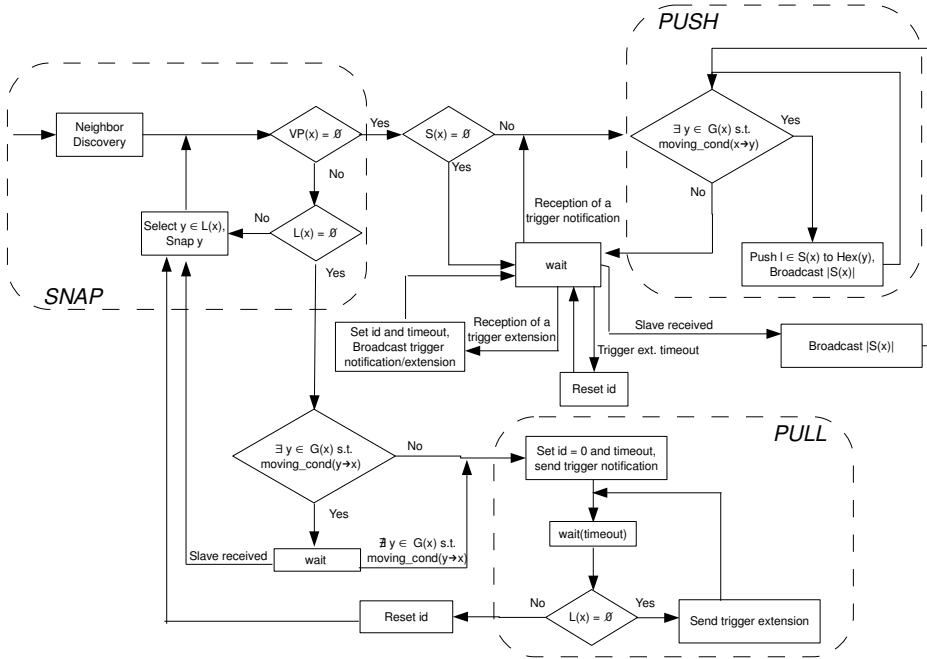 PUSH
Neighbor
Discovery
VP(x) = Ø
Yes
S(x) = Ø
No
∃ y ∈ G(x) s.t.
moving_cond(x→y)
Yes
No
Yes
No
Reception of a
trigger notification
Select y ∈ L(x),
Snap y
No
L(x) = Ø
Yes
wait
Push l ∈ S(x) to Hex(y),
Broadcast |S(x)|
SNAP
Set id and timeout,
Broadcast trigger
notification/extension
Reception of a
trigger extension
Slave received
Trigger ext. timeout
Broadcast |S(x)|
Reset id
PULL
∃ y ∈ G(x) s.t.
moving_cond(y→x)
No
Set id = 0 and timeout,
send trigger notification
Yes
wait(timeout)
Slave received
wait
∄ y ∈ G(x) s.t.
moving_cond(y→x)
Reset id
No
L(x) = Ø
Yes
Send trigger extension